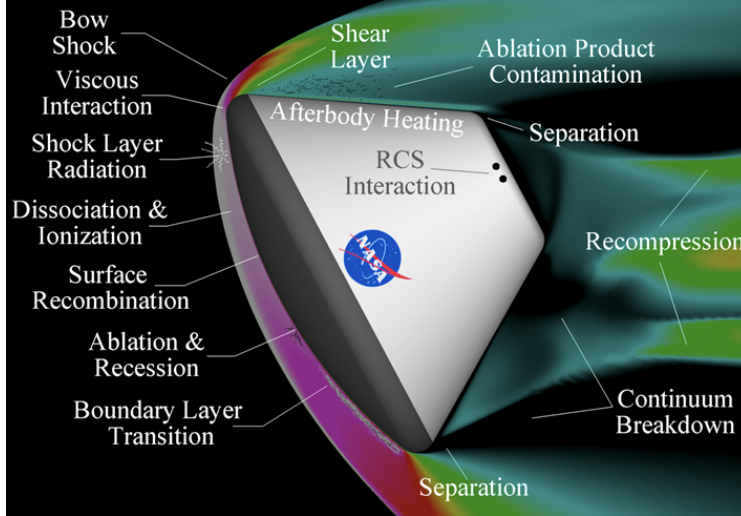 Bow
Shock
Viscous
Interaction
Shock Layer
Radiation
Dissociation &
Ionization
Surface
Recombination
Ablation &
Recession
Boundary Layer
Transition
Shear
Layer
Ablation Product
Contamination
Afterbody Heating
Separation
RCS
Interaction
NASA
Recompression
Continuum
Breakdown
Separation